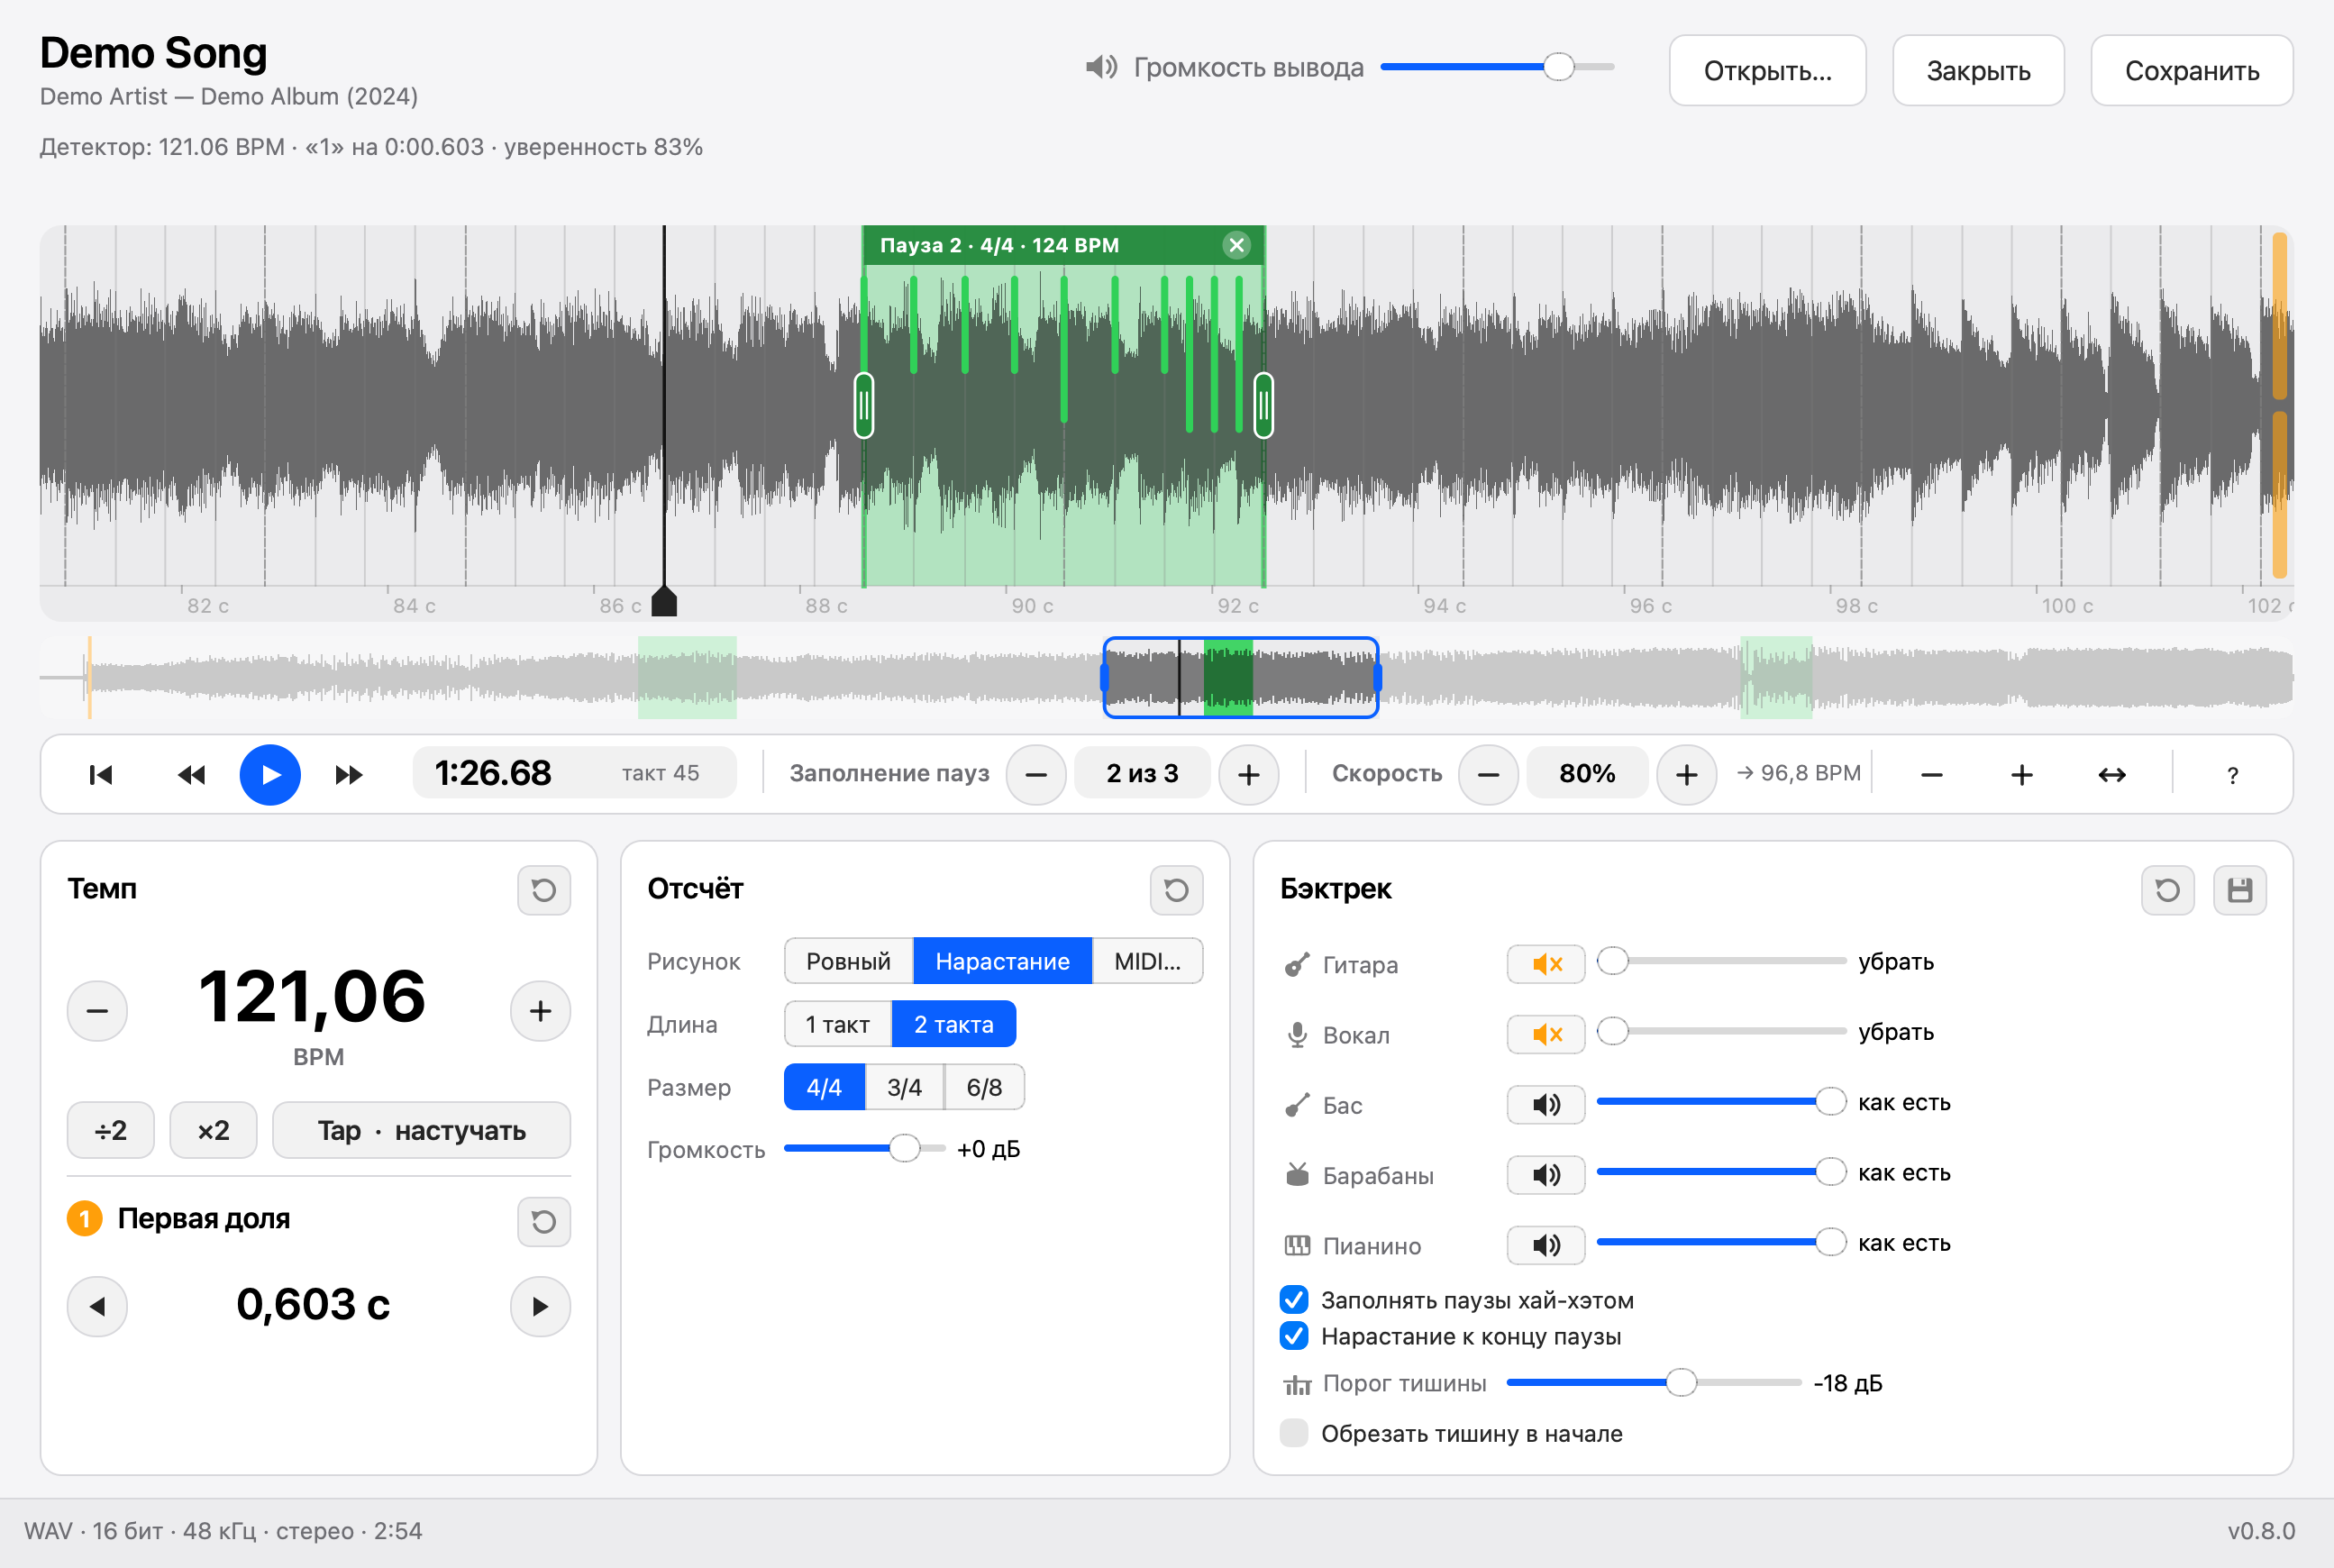 Demo Song
Demo Artist — Demo Album (2024)
Детектор: 121.06 BPM · «1» на 0:00.603 · уверенность 83%
Громкость вывода
Открыть...
Закрыть
Сохранить
Пауза 2 · 4/4 · 124 BPM
82 с 84 с 86 с 88 с 90 с 92 с 94 с 96 с 98 с 100 с 102 с
1:26.68 такт 45
Заполнение пауз − 2 из 3 +
Скорость − 80% + → 96,8 BPM
− + ↔ ?
Темп
− 121,06 +
BPM
÷2 ×2 Tap · настучать
1 Первая доля
0,603 с
Отсчёт
Рисунок Ровный Нарастание MIDI...
Длина 1 такт 2 такта
Размер 4/4 3/4 6/8
Громкость +0 дБ
Бэктрек
Гитара убрать
Вокал убрать
Бас как есть
Барабаны как есть
Пианино как есть
Заполнять паузы хай-хэтом
Нарастание к концу паузы
Порог тишины -18 дБ
Обрезать тишину в начале
WAV · 16 бит · 48 кГц · стерео · 2:54
v0.8.0